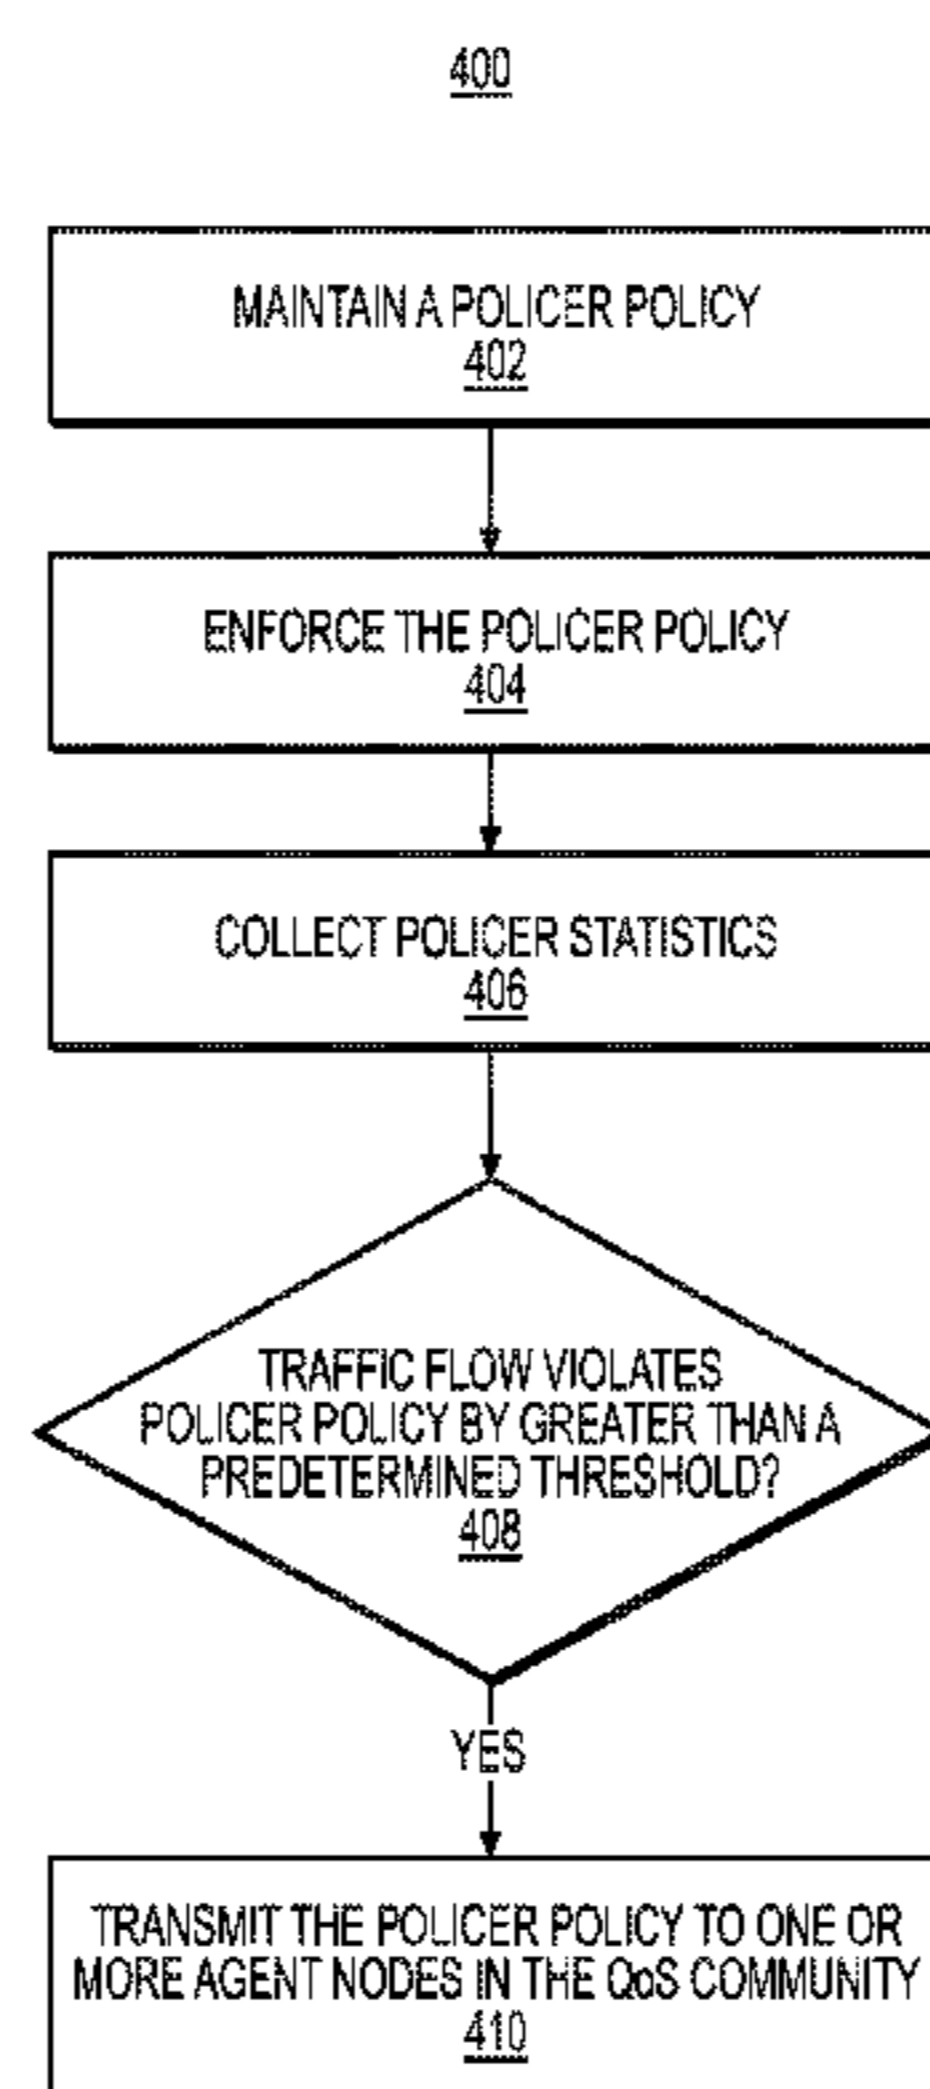 400
MAINTAIN A POLICER POLICY
402
ENFORCE THE POLICER POLICY
404
COLLECT POLICER STATISTICS
406
TRAFFIC FLOW VIOLATES
POLICER POLICY BY GREATER THAN A
PREDETERMINED THRESHOLD?
408
YES
TRANSMIT THE POLICER POLICY TO ONE OR
MORE AGENT NODES IN THE QoS COMMUNITY
410